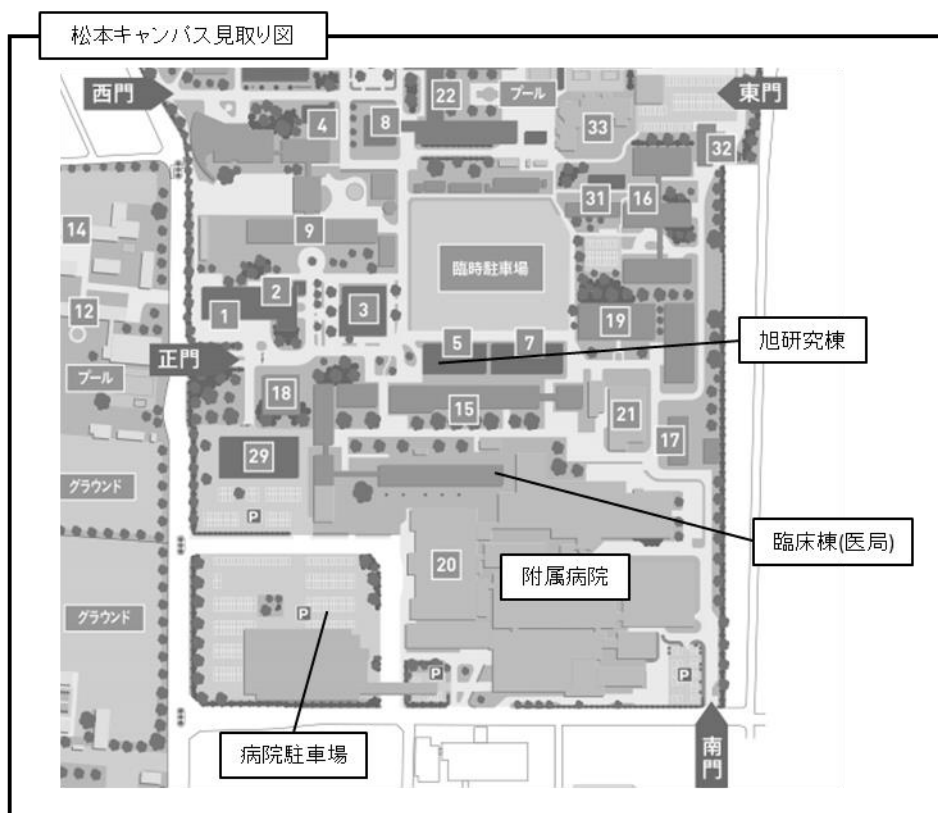 松本キャンパス見取り図
西門
東門
22
プール
4
8
33
32
31
16
14
9
臨時駐車場
2
12
1
3
19
5
7
旭研究棟
正門
プール
18
15
21
17
29
グラウンド
P
臨床棟(医局)
20
附属病院
P
グラウンド
P
P
病院駐車場
南門